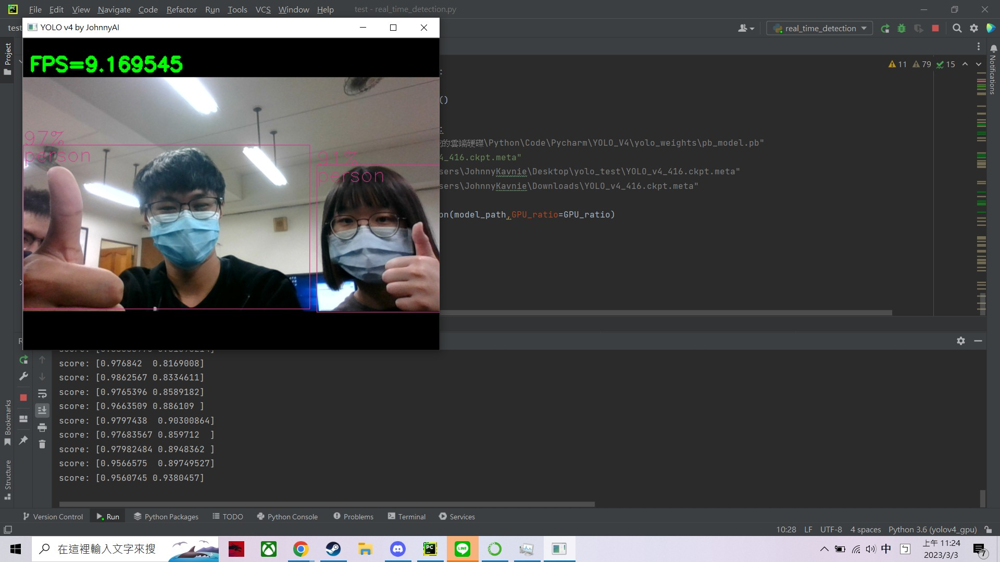 File Edit View Navigate Code Refactor Run Tools VCS Window Help test - real_time_detection.py
test
YOLO v4 by JohnnyAI
real_time_detection
Project
Notifications
11 79 15
FPS=9.169545
97%
person
91%
person
:
()
的雲端硬碟\Python\Code\Pycharm\YOLO_V4\yolo_weights\pb_model.pb"
4_416.ckpt.meta"
sers\JohnnyKavnie\Desktop\yolo_test\YOLO_v4_416.ckpt.meta"
sers\JohnnyKavnie\Downloads\YOLO_v4_416.ckpt.meta"
on(model_path,GPU_ratio=GPU_ratio)
R
score: [0.976842  0.8169008]
score: [0.9862567 0.8334611]
score: [0.9765396 0.8589182]
score: [0.9663509 0.886109 ]
score: [0.9797438  0.90300864]
score: [0.97683567 0.859712  ]
score: [0.97982484 0.8948362 ]
score: [0.9566575  0.89749527]
score: [0.9560745 0.9380457]
Bookmarks
Structure
Version Control Run Python Packages TODO Python Console Problems Terminal Services
10:28 LF UTF-8 4 spaces Python 3.6 (yolov4_gpu)
在這裡輸入文字來搜
PC
LINE
中
ㄅ
上午 11:24
2023/3/3
7